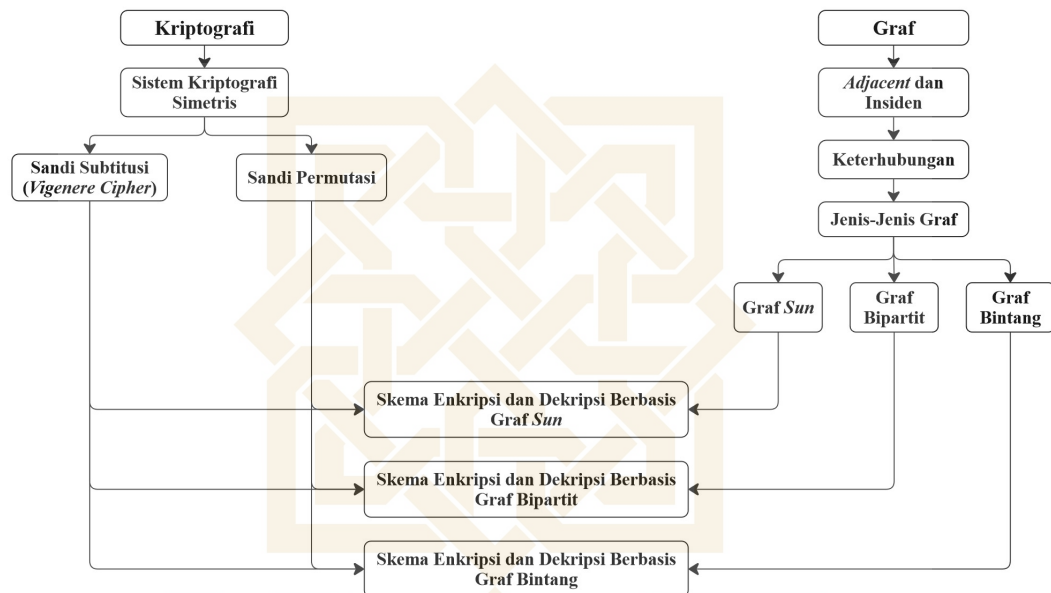 Kriptografi
Sistem Kriptografi
Simetris
Sandi Subtitusi
(Vigenere Cipher)
Sandi Permutasi
Graf
Adjacent dan
Insiden
Keterhubungan
Jenis-Jenis Graf
Graf Sun
Graf
Bipartit
Graf
Bintang
Skema Enkripsi dan Dekripsi Berbasis
Graf Sun
Skema Enkripsi dan Dekripsi Berbasis
Graf Bipartit
Skema Enkripsi dan Dekripsi Berbasis
Graf Bintang